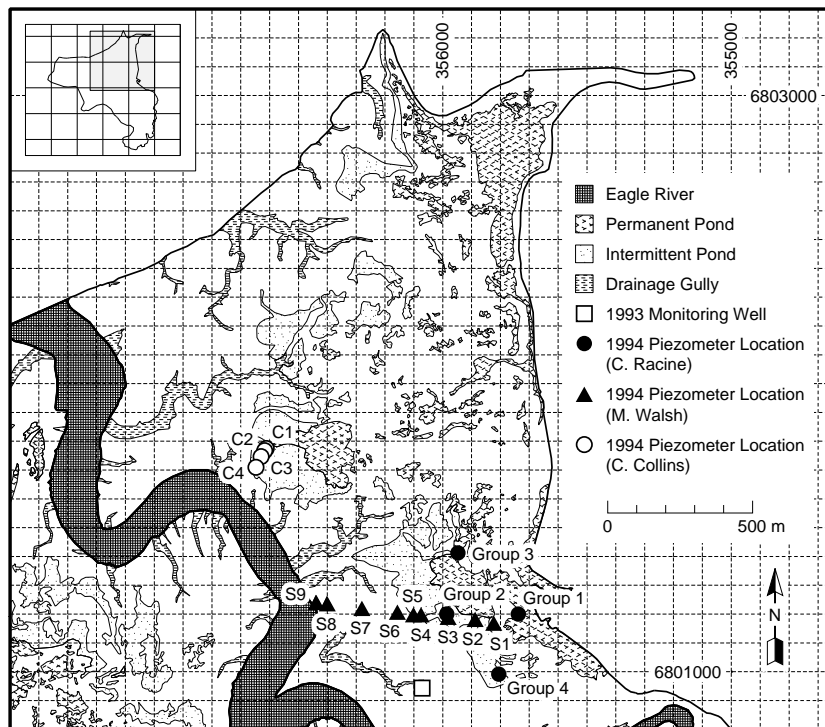 356000
355000
6803000
Eagle River
Permanent Pond
Intermittent Pond
Drainage Gully
1993 Monitoring Well
1994 Piezometer Location
(C. Racine)
1994 Piezometer Location
(M. Walsh)
1994 Piezometer Location
(C. Collins)
0 500 m
C1
C2
C3
C4
Group 3
Group 2
Group 1
S9
S8
S7
S6
S5
S4
S3
S2
S1
N
6801000
Group 4